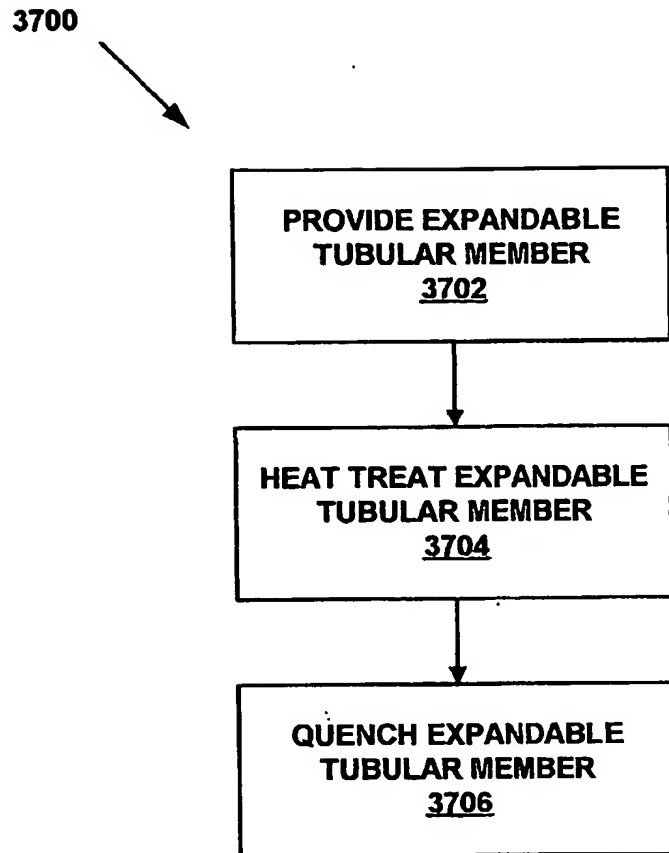 3700
PROVIDE EXPANDABLE
TUBULAR MEMBER
3702
HEAT TREAT EXPANDABLE
TUBULAR MEMBER
3704
QUENCH EXPANDABLE
TUBULAR MEMBER
3706